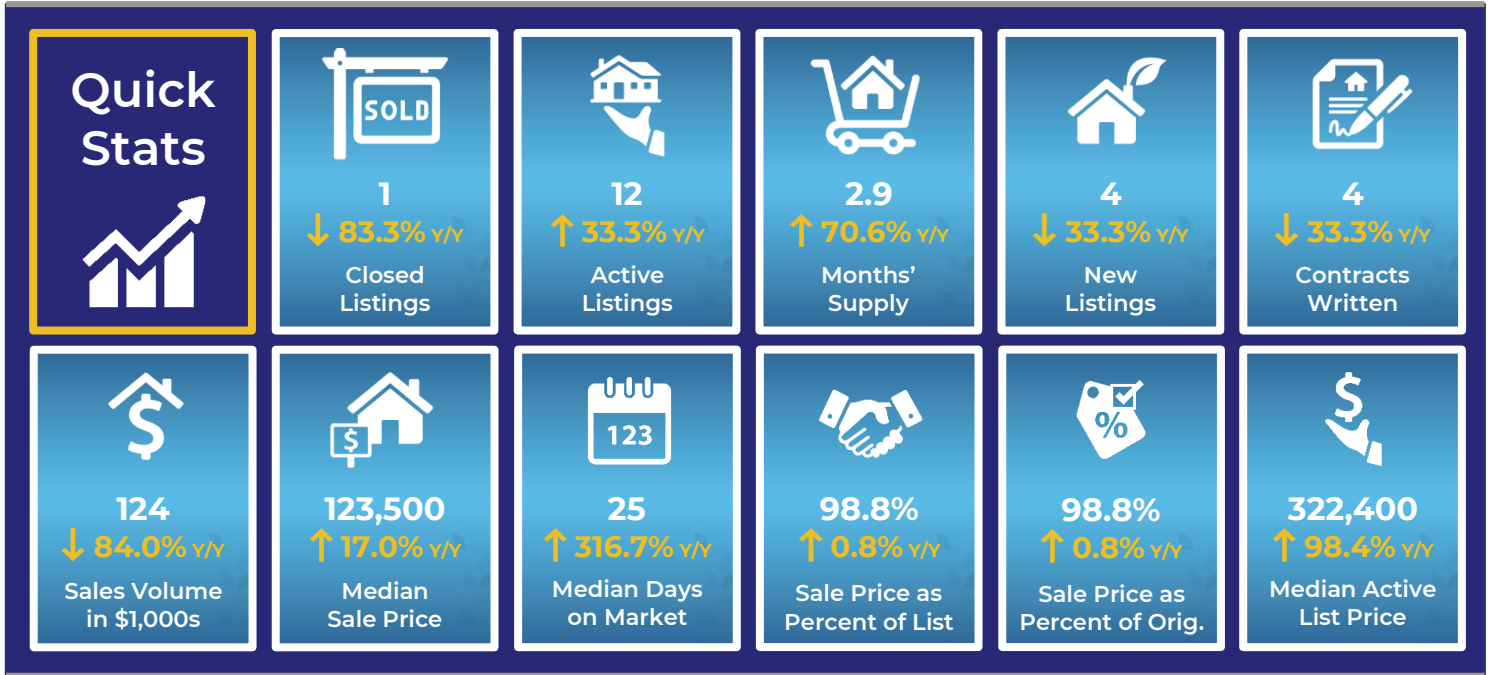 Quick
Stats
SOLD
1
↓ 83.3% Y/Y
Closed
Listings
12
↑ 33.3% Y/Y
Active
Listings
2.9
↑ 70.6% Y/Y
Months’
Supply
4
↓ 33.3% Y/Y
New
Listings
4
↓ 33.3% Y/Y
Contracts
Written
$
124
↓ 84.0% Y/Y
Sales Volume
in $1,000s
$
123,500
↑ 17.0% Y/Y
Median
Sale Price
123
25
↑ 316.7% Y/Y
Median Days
on Market
98.8%
↑ 0.8% Y/Y
Sale Price as
Percent of List
%
98.8%
↑ 0.8% Y/Y
Sale Price as
Percent of Orig.
$
322,400
↑ 98.4% Y/Y
Median Active
List Price